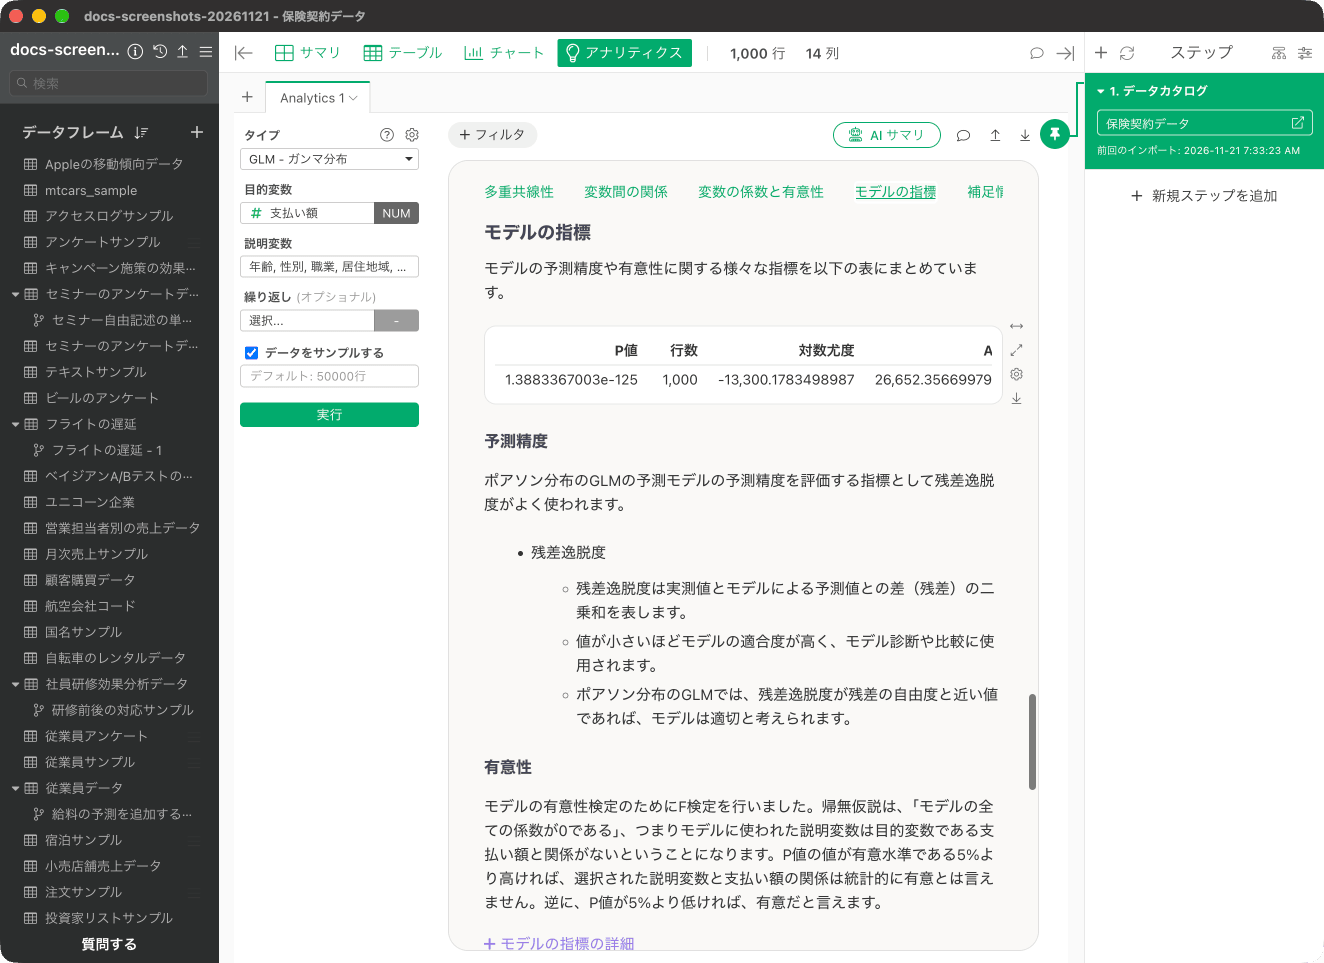 docs-screenshots-20261121 - 保険契約データ
docs-screen...
検索
データフレーム
Appleの移動傾向データ
mtcars_sample
アクセスログサンプル
アンケートサンプル
キャンペーン施策の効果…
セミナーのアンケートデ…
セミナー自由記述の単…
セミナーのアンケートデ…
テキストサンプル
ビールのアンケート
フライトの遅延
フライトの遅延 - 1
ベイジアンA/Bテストの…
ユニコーン企業
営業担当者別の売上データ
月次売上サンプル
顧客購買データ
航空会社コード
国名サンプル
自転車のレンタルデータ
社員研修効果分析データ
研修前後の対応サンプル
従業員アンケート
従業員サンプル
従業員データ
給料の予測を追加する…
宿泊サンプル
小売店舗売上データ
注文サンプル
投資家リストサンプル
質問する
サマリ
テーブル
チャート
アナリティクス
1,000 行
14 列
Analytics 1
タイプ
GLM - ガンマ分布
目的変数
# 支払い額
NUM
説明変数
年齢, 性別, 職業, 居住地域, ...
繰り返し (オプショナル)
選択...
-
データをサンプルする
デフォルト: 50000行
実行
+ フィルタ
AI サマリ
多重共線性
変数間の関係
変数の係数と有意性
モデルの指標
補足情
モデルの指標
モデルの予測精度や有意性に関する様々な指標を以下の表にまとめていま
す。
P値 行数 対数尤度 A
1.3883367003e-125 1,000 -13,300.1783498987 26,652.35669979
予測精度
ポアソン分布のGLMの予測モデルの予測精度を評価する指標として残差逸脱
度がよく使われます。
• 残差逸脱度
◦ 残差逸脱度は実測値とモデルによる予測値との差（残差）の二
乗和を表します。
◦ 値が小さいほどモデルの適合度が高く、モデル診断や比較に使
用されます。
◦ ポアソン分布のGLMでは、残差逸脱度が残差の自由度と近い値
であれば、モデルは適切と考えられます。
有意性
モデルの有意性検定のためにF検定を行いました。帰無仮説は、「モデルの全
ての係数が0である」、つまりモデルに使われた説明変数は目的変数である支
払い額と関係がないということになります。P値の値が有意水準である5%よ
り高ければ、選択された説明変数と支払い額の関係は統計的に有意とは言え
ません。逆に、P値が5%より低ければ、有意だと言えます。
+ モデルの指標の詳細
ステップ
1. データカタログ
保険契約データ
前回のインポート: 2026-11-21 7:33:23 AM
+ 新規ステップを追加